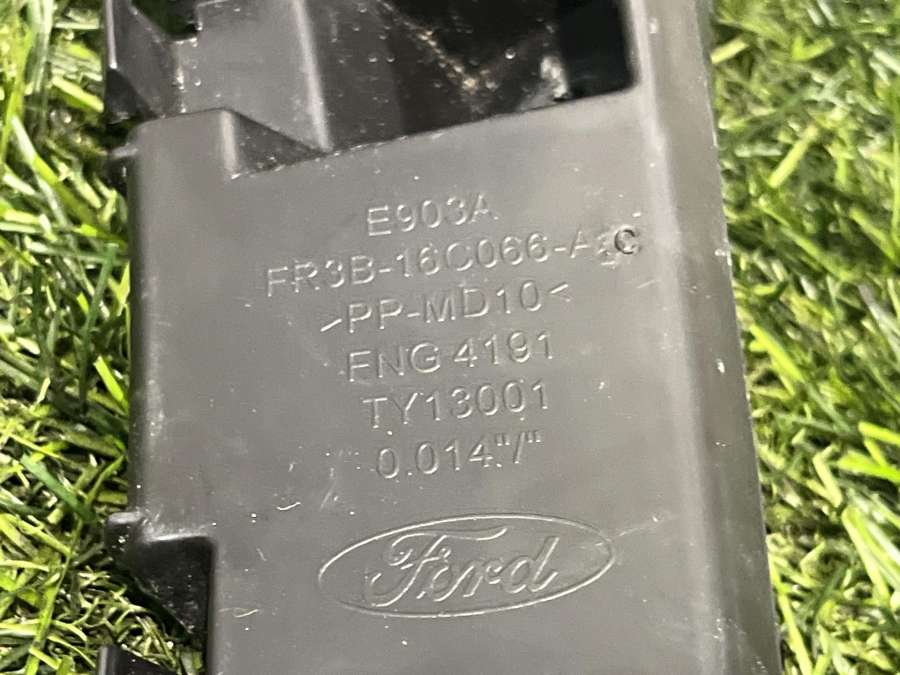 E903A
FR3B-16C066-A C
>PP-MD10<
FNG 4191
TY13001
0.014"/"
Ford